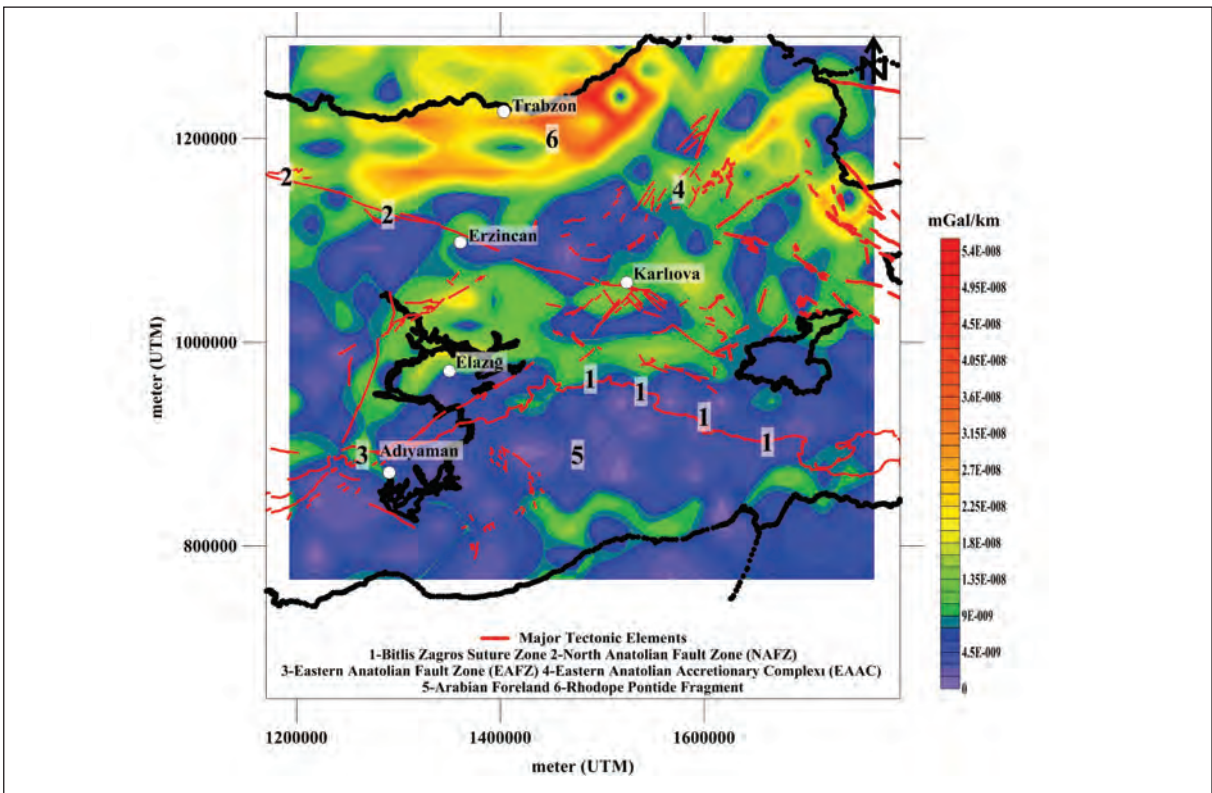 N
Trabzon
6
1200000
2
4
2
Erzincan
mGal/km
5.4E-008
Karlıova
4.95E-008
4.5E-008
1000000
4.05E-008
Elazıg
3.6E-008
1
1
3.15E-008
1
2.7E-008
1
Adıyaman
3
5
2.25E-008
1.8E-008
800000
1.35E-008
9E-009
4.5E-009
0
meter (UTM)
Major Tectonic Elements
1-Bitlis Zagros Suture Zone 2-North Anatolian Fault Zone (NAFZ)
3-Eastern Anatolian Fault Zone (EAFZ) 4-Eastern Anatolian Accretionary Complexı (EAAC)
5-Arabian Foreland 6-Rhodope Pontide Fragment
1200000 1400000 1600000
meter (UTM)